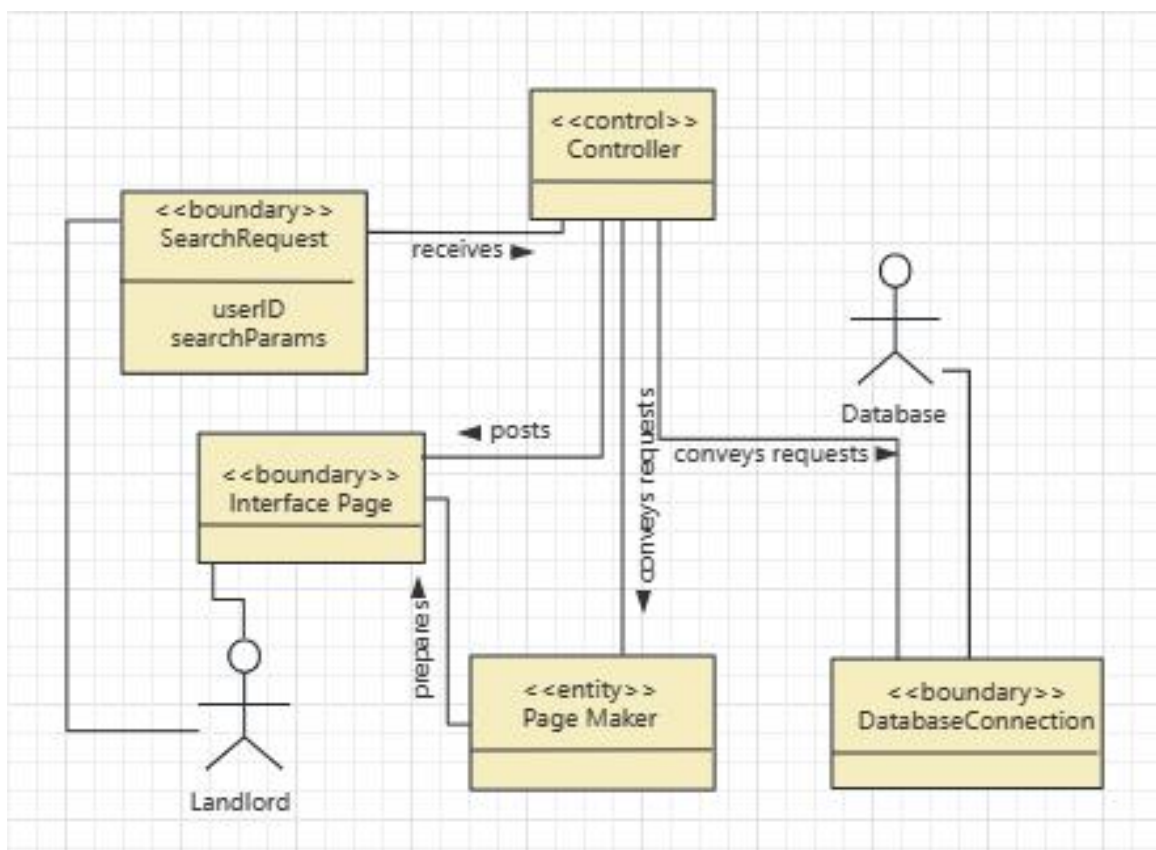 <<control>>
Controller
<<boundary>>
SearchRequest
receives
userID
searchParams
Database
posts
conveys requests
conveys requests
<<boundary>>
Interface Page
prepares
<<entity>>
Page Maker
<<boundary>>
DatabaseConnection
Landlord